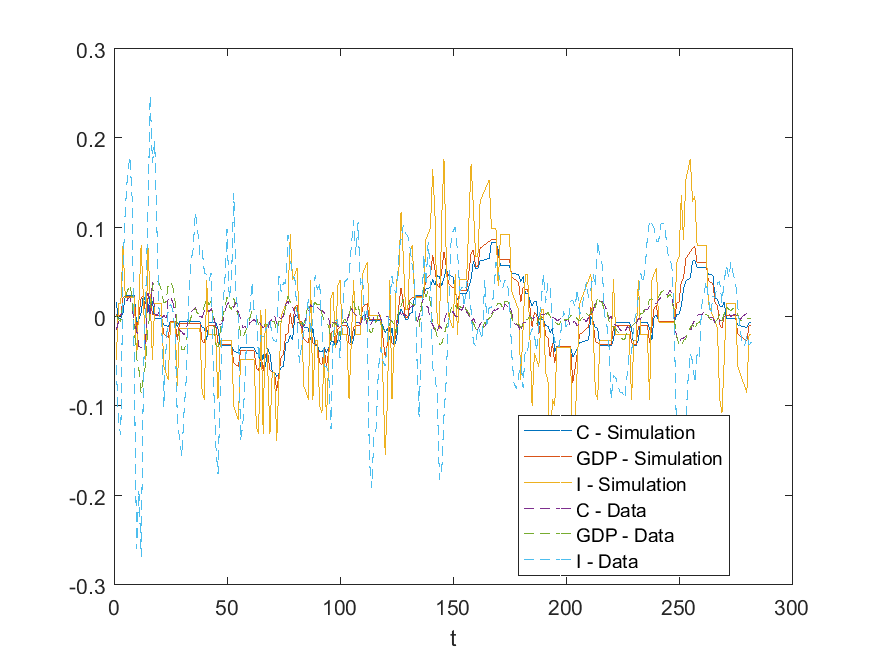 0.3
0.2
0.1
0
-0.1
-0.2
-0.3
0 50 100 150 200 250 300
t
C - Simulation
GDP - Simulation
I - Simulation
C - Data
GDP - Data
I - Data